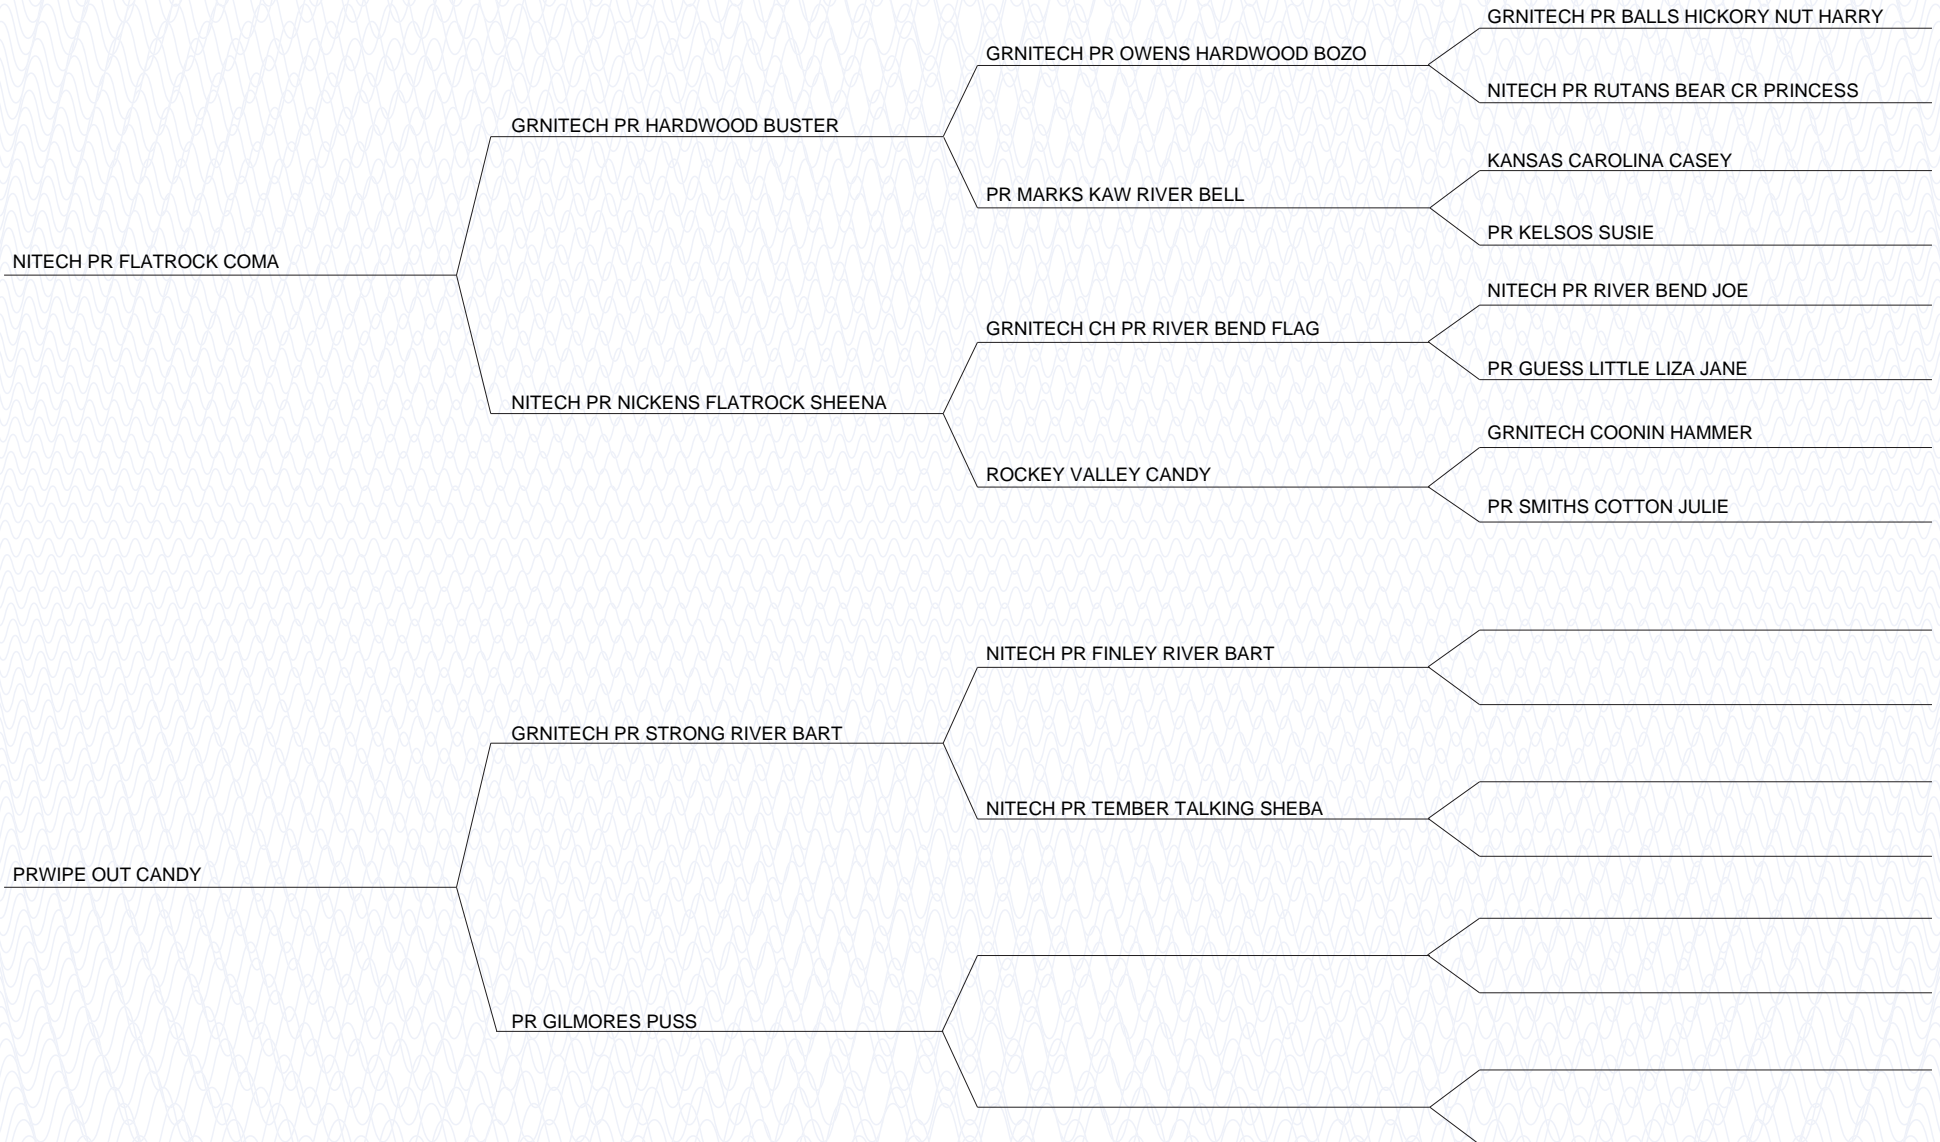 GRNITECH PR BALLS HICKORY NUT HARRY
GRNITECH PR OWENS HARDWOOD BOZO
NITECH PR RUTANS BEAR CR PRINCESS
GRNITECH PR HARDWOOD BUSTER
KANSAS CAROLINA CASEY
PR MARKS KAW RIVER BELL
PR KELSOS SUSIE
NITECH PR FLATROCK COMA
NITECH PR RIVER BEND JOE
GRNITECH CH PR RIVER BEND FLAG
PR GUESS LITTLE LIZA JANE
NITECH PR NICKENS FLATROCK SHEENA
GRNITECH COONIN HAMMER
ROCKEY VALLEY CANDY
PR SMITHS COTTON JULIE
NITECH PR FINLEY RIVER BART
GRNITECH PR STRONG RIVER BART
NITECH PR TEMBER TALKING SHEBA
PRWIPE OUT CANDY
PR GILMORES PUSS